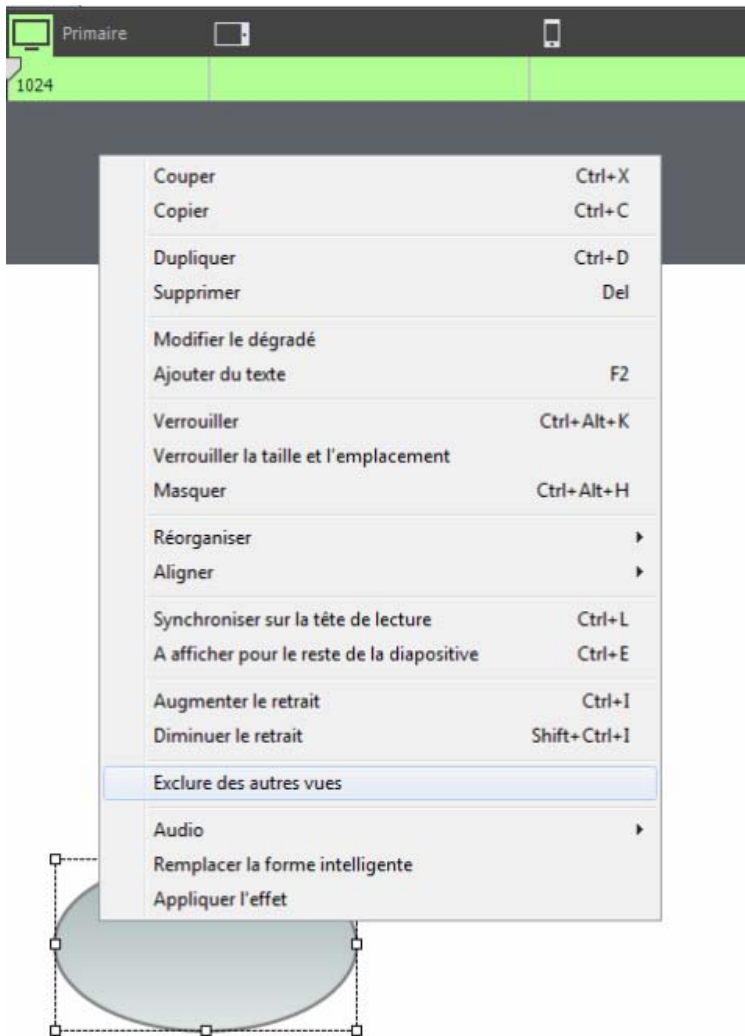 Primaire
1024
Couper Ctrl+X
Copier Ctrl+C
Dupliquer Ctrl+D
Supprimer Del
Modifier le dégradé
Ajouter du texte F2
Verrouiller Ctrl+Alt+K
Verrouiller la taille et l'emplacement
Masquer Ctrl+Alt+H
Réorganiser
Aligner
Synchroniser sur la tête de lecture Ctrl+L
A afficher pour le reste de la diapositive Ctrl+E
Augmenter le retrait Ctrl+I
Diminuer le retrait Shift+Ctrl+I
Exclure des autres vues
Audio
Remplacer la forme intelligente
Appliquer l'effet